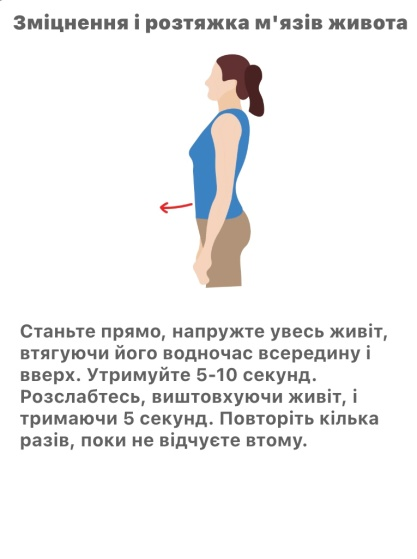 Зміцнення і розтяжка м'язів живота
Станьте прямо, напружте увесь живіт,
втягуючи його водночас всередину і
вверх. Утримуйте 5-10 секунд.
Розслабтесь, виштовхуючи живіт, і
тримаючи 5 секунд. Повторіть кілька
разів, поки не відчуєте втому.